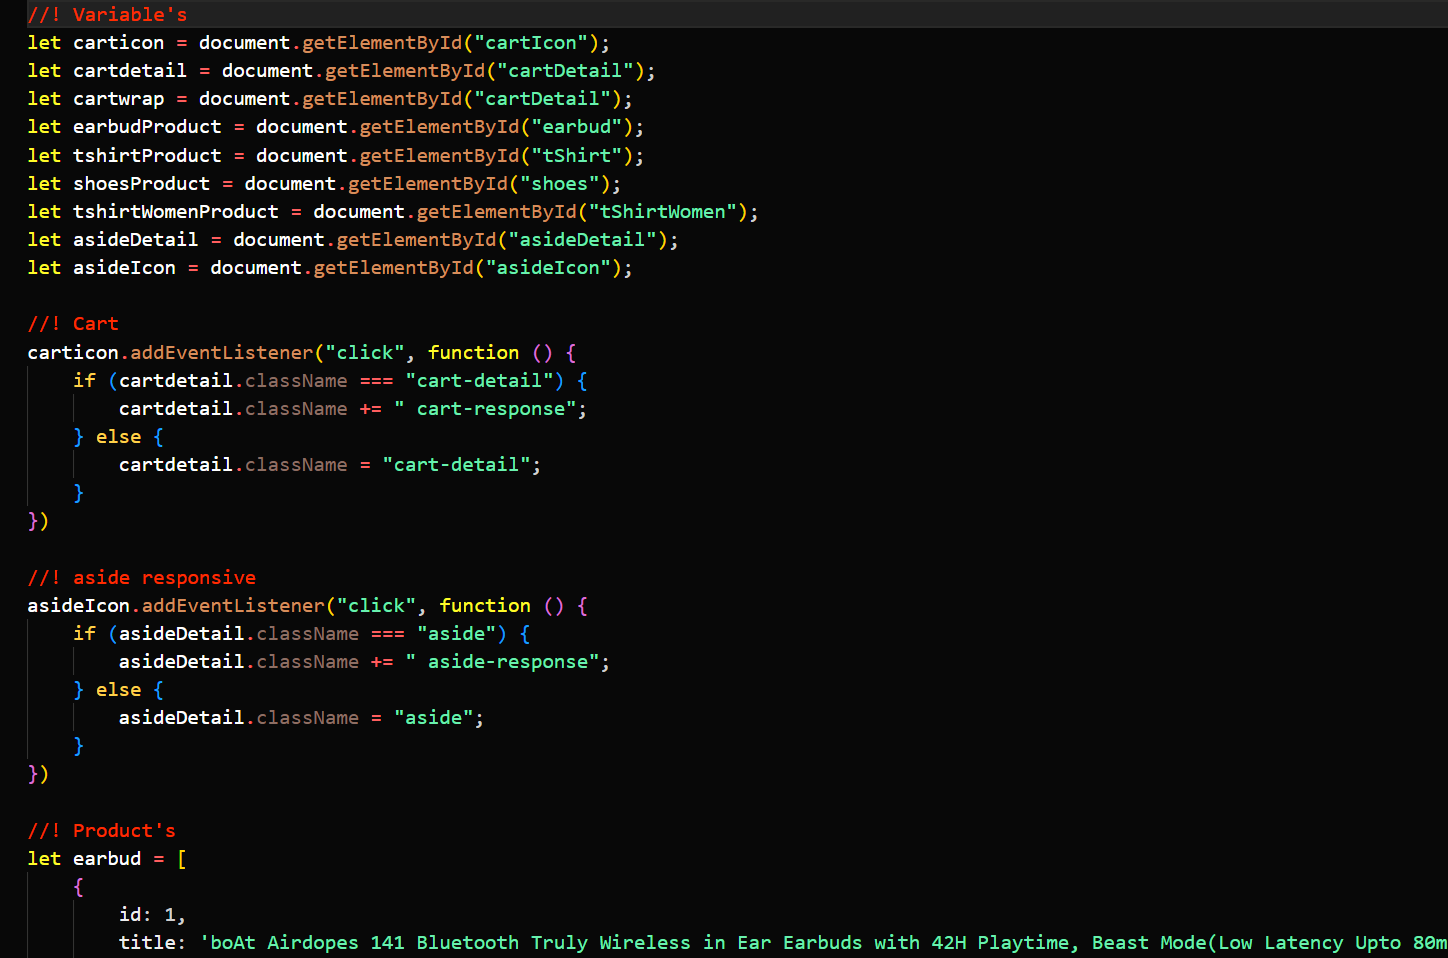 //! Variable's
let carticon = document.getElementById("cartIcon");
let cartdetail = document.getElementById("cartDetail");
let cartwrap = document.getElementById("cartDetail");
let earbudProduct = document.getElementById("earbud");
let tshirtProduct = document.getElementById("tShirt");
let shoesProduct = document.getElementById("shoes");
let tshirtWomenProduct = document.getElementById("tShirtWomen");
let asideDetail = document.getElementById("asideDetail");
let asideIcon = document.getElementById("asideIcon");

//! Cart
carticon.addEventListener("click", function () {
    if (cartdetail.className === "cart-detail") {
        cartdetail.className += " cart-response";
    } else {
        cartdetail.className = "cart-detail";
    }
})

//! aside responsive
asideIcon.addEventListener("click", function () {
    if (asideDetail.className === "aside") {
        asideDetail.className += " aside-response";
    } else {
        asideDetail.className = "aside";
    }
})

//! Product's
let earbud = [
    {
        id: 1,
        title: 'boAt Airdopes 141 Bluetooth Truly Wireless in Ear Earbuds with 42H Playtime, Beast Mode(Low Latency Upto 80m